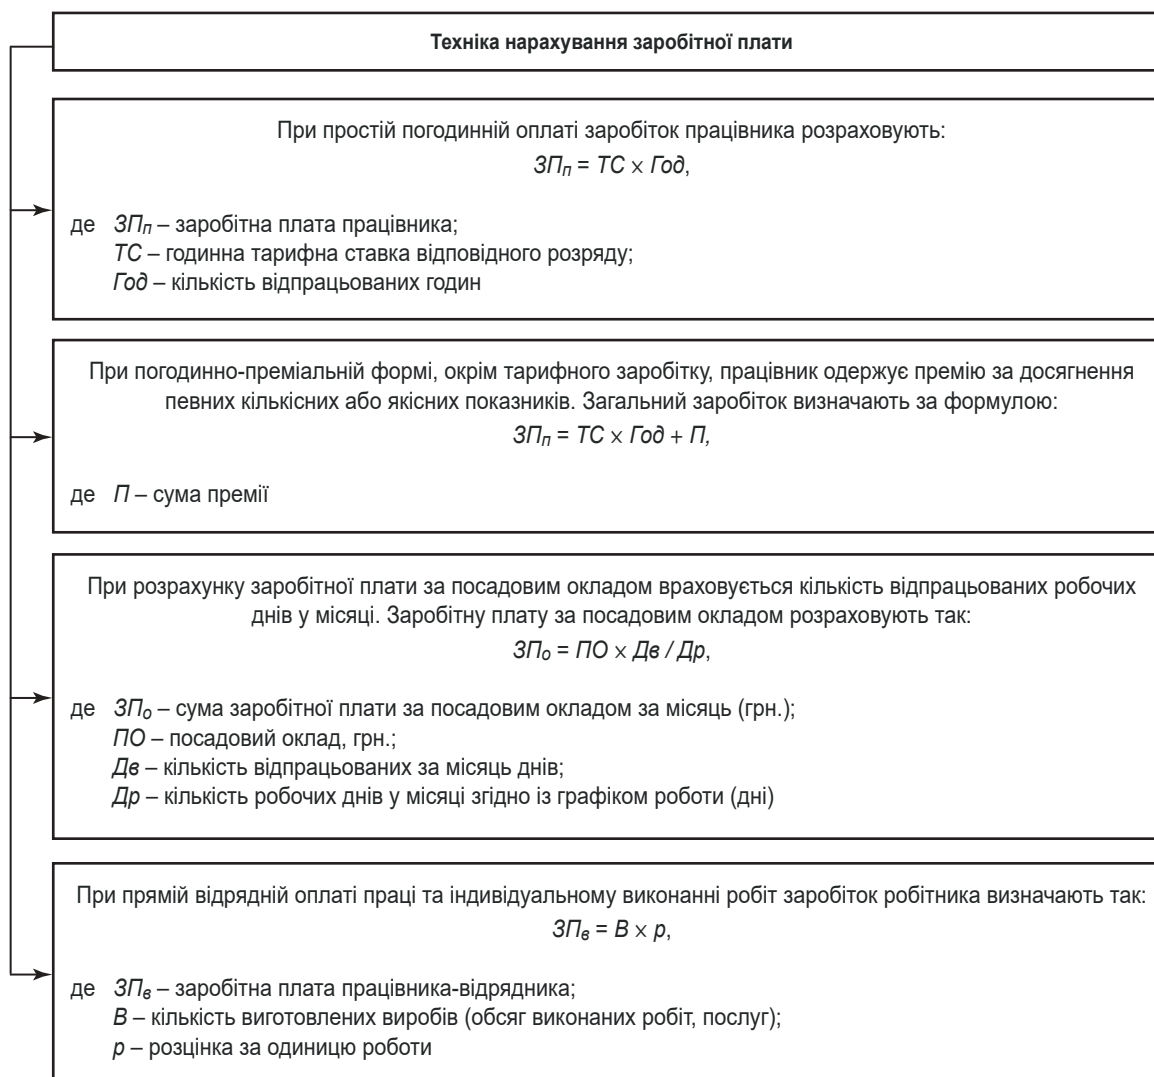 Техніка нарахування заробітної плати
При простій погодинній оплаті заробіток працівника розраховують:
ЗПп = ТС × Год,
де ЗПп – заробітна плата працівника;
ТС – годинна тарифна ставка відповідного розряду;
Год – кількість відпрацьованих годин
При погодинно-преміальній формі, окрім тарифного заробітку, працівник одержує премію за досягнення
певних кількісних або якісних показників. Загальний заробіток визначають за формулою:
ЗПп = ТС × Год + П,
де П – сума премії
При розрахунку заробітної плати за посадовим окладом враховується кількість відпрацьованих робочих
днів у місяці. Заробітну плату за посадовим окладом розраховують так:
ЗПо = ПО × Дв / Др,
де ЗПо – сума заробітної плати за посадовим окладом за місяць (грн.);
ПО – посадовий оклад, грн.;
Дв – кількість відпрацьованих за місяць днів;
Др – кількість робочих днів у місяці згідно із графіком роботи (дні)
При прямій відрядній оплаті праці та індивідуальному виконанні робіт заробіток робітника визначають так:
ЗПв = В × р,
де ЗПв – заробітна плата працівника-відрядника;
В – кількість виготовлених виробів (обсяг виконаних робіт, послуг);
р – розцінка за одиницю роботи